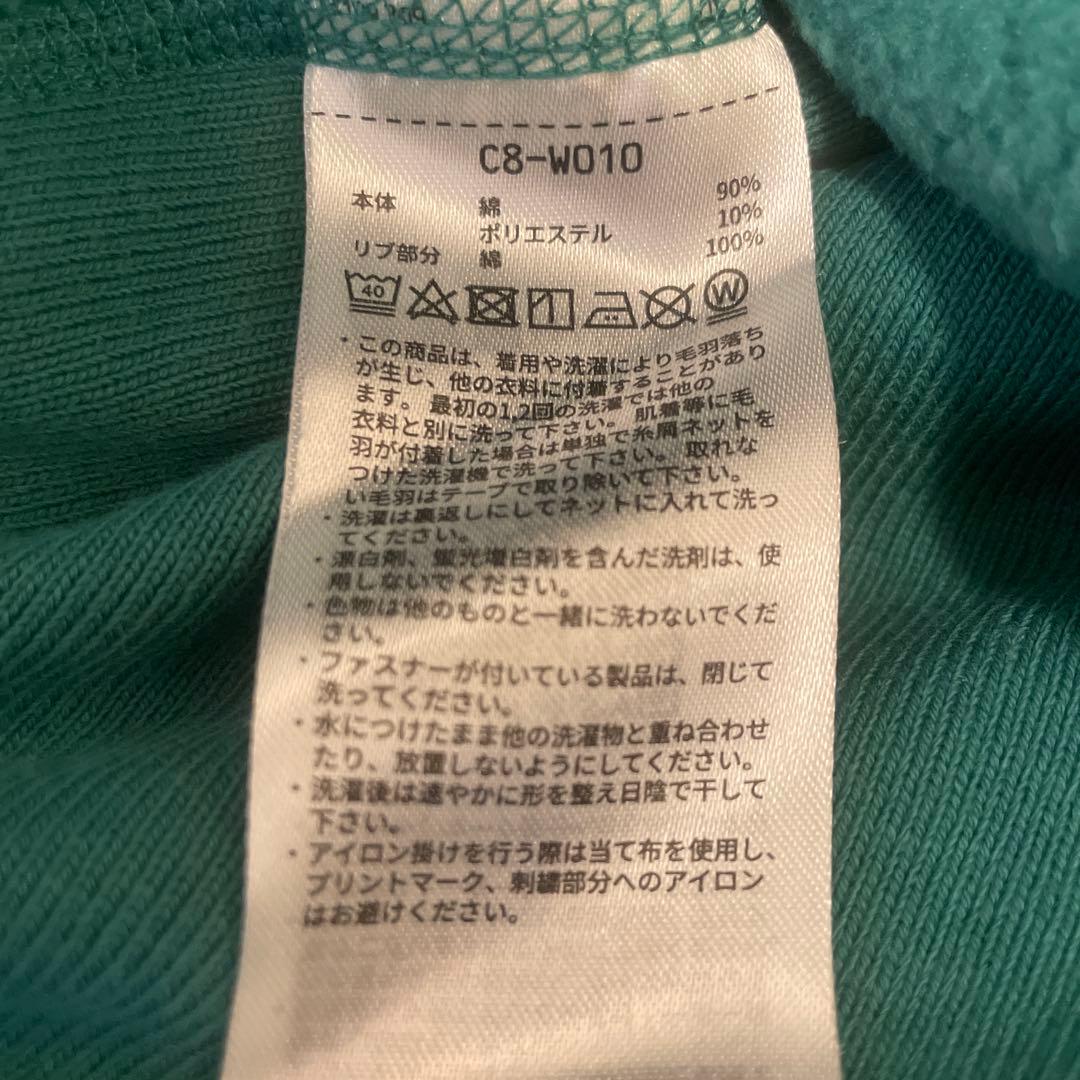 C8-W010
本体 綿 90%
ポリエステル 10%
リブ部分 綿 100%
40 W
・この商品は、着用や洗濯により毛羽落ち
が生じ、他の衣料に付着することがあり
ます。最初の1,2回の洗濯では他の
衣料と別に洗って下さい。肌着等に毛
羽が付着した場合は単独で糸屑ネットを
つけた洗濯機で洗って下さい。取れな
い毛羽はテープで取り除いて下さい。
・洗濯は裏返しにしてネットに入れて洗っ
てください。
・漂白剤、蛍光増白剤を含んだ洗剤は、使
用しないでください。
・色物は他のものと一緒に洗わないでくだ
さい。
・ファスナーが付いている製品は、閉じて
洗ってください。
・水につけたまま他の洗濯物と重ね合わせ
たり、放置しないようにしてください。
・洗濯後は速やかに形を整え日陰で干して
下さい。
・アイロン掛けを行う際は当て布を使用し、
プリントマーク、刺繍部分へのアイロン
はお避けください。